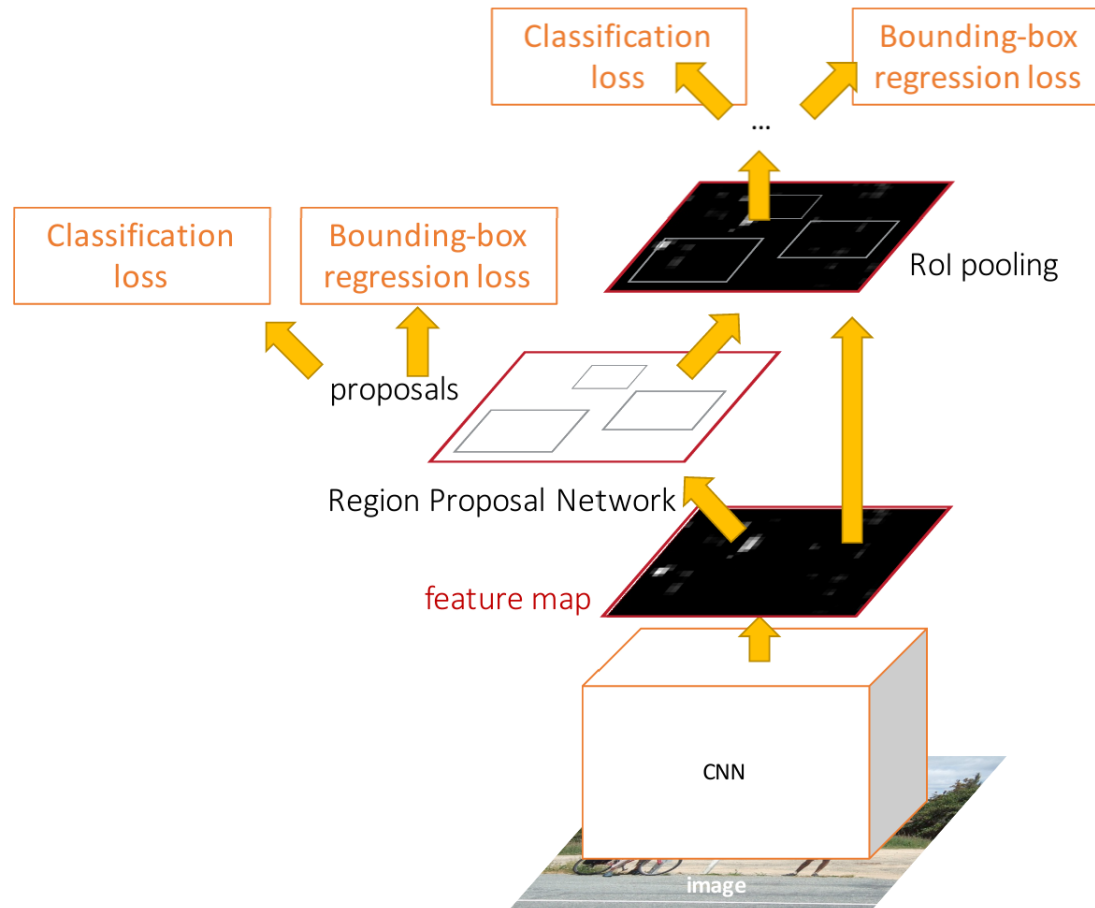 Classification
loss
Bounding-box
regression loss
...
Classification
loss
Bounding-box
regression loss
RoI pooling
proposals
Region Proposal Network
feature map
CNN
image